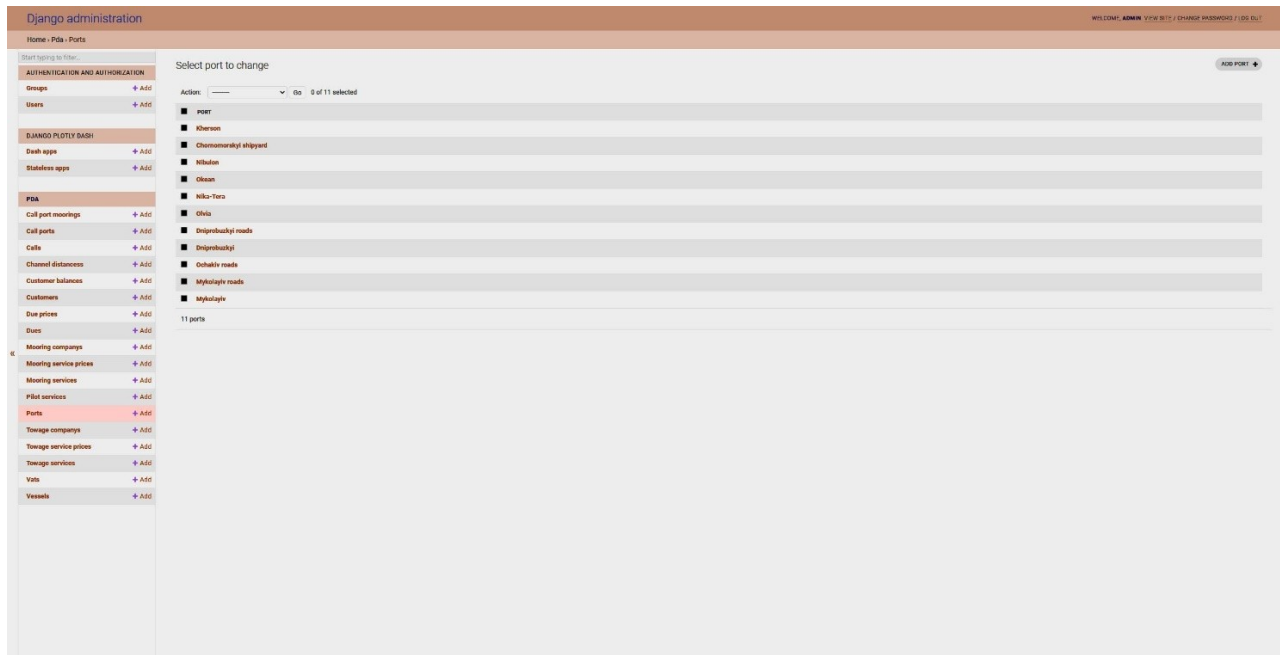 Django administration
WELCOME, ADMIN VIEW SITE / CHANGE PASSWORD / LOG OUT
Home › Pda › Ports
Start typing to filter...
AUTHENTICATION AND AUTHORIZATION
Groups + Add
Users + Add
DJANGO PLOTLY DASH
Dash apps + Add
Stateless apps + Add
PDA
Call port moorings + Add
Call ports + Add
Calls + Add
Channel distancess + Add
Customer balances + Add
Customers + Add
Due prices + Add
Dues + Add
Mooring companys + Add
Mooring service prices + Add
Mooring services + Add
Pilot services + Add
Ports + Add
Towage companys + Add
Towage service prices + Add
Towage services + Add
Vats + Add
Vessels + Add
«
Select port to change
ADD PORT +
Action: --------- Go 0 of 11 selected
PORT
Kherson
Chornomorskyi shipyard
Nibulon
Okean
Nika-Tera
Olvia
Dniprobuzkyi roads
Dniprobuzkyi
Ochakiv roads
Mykolayiv roads
Mykolayiv
11 ports